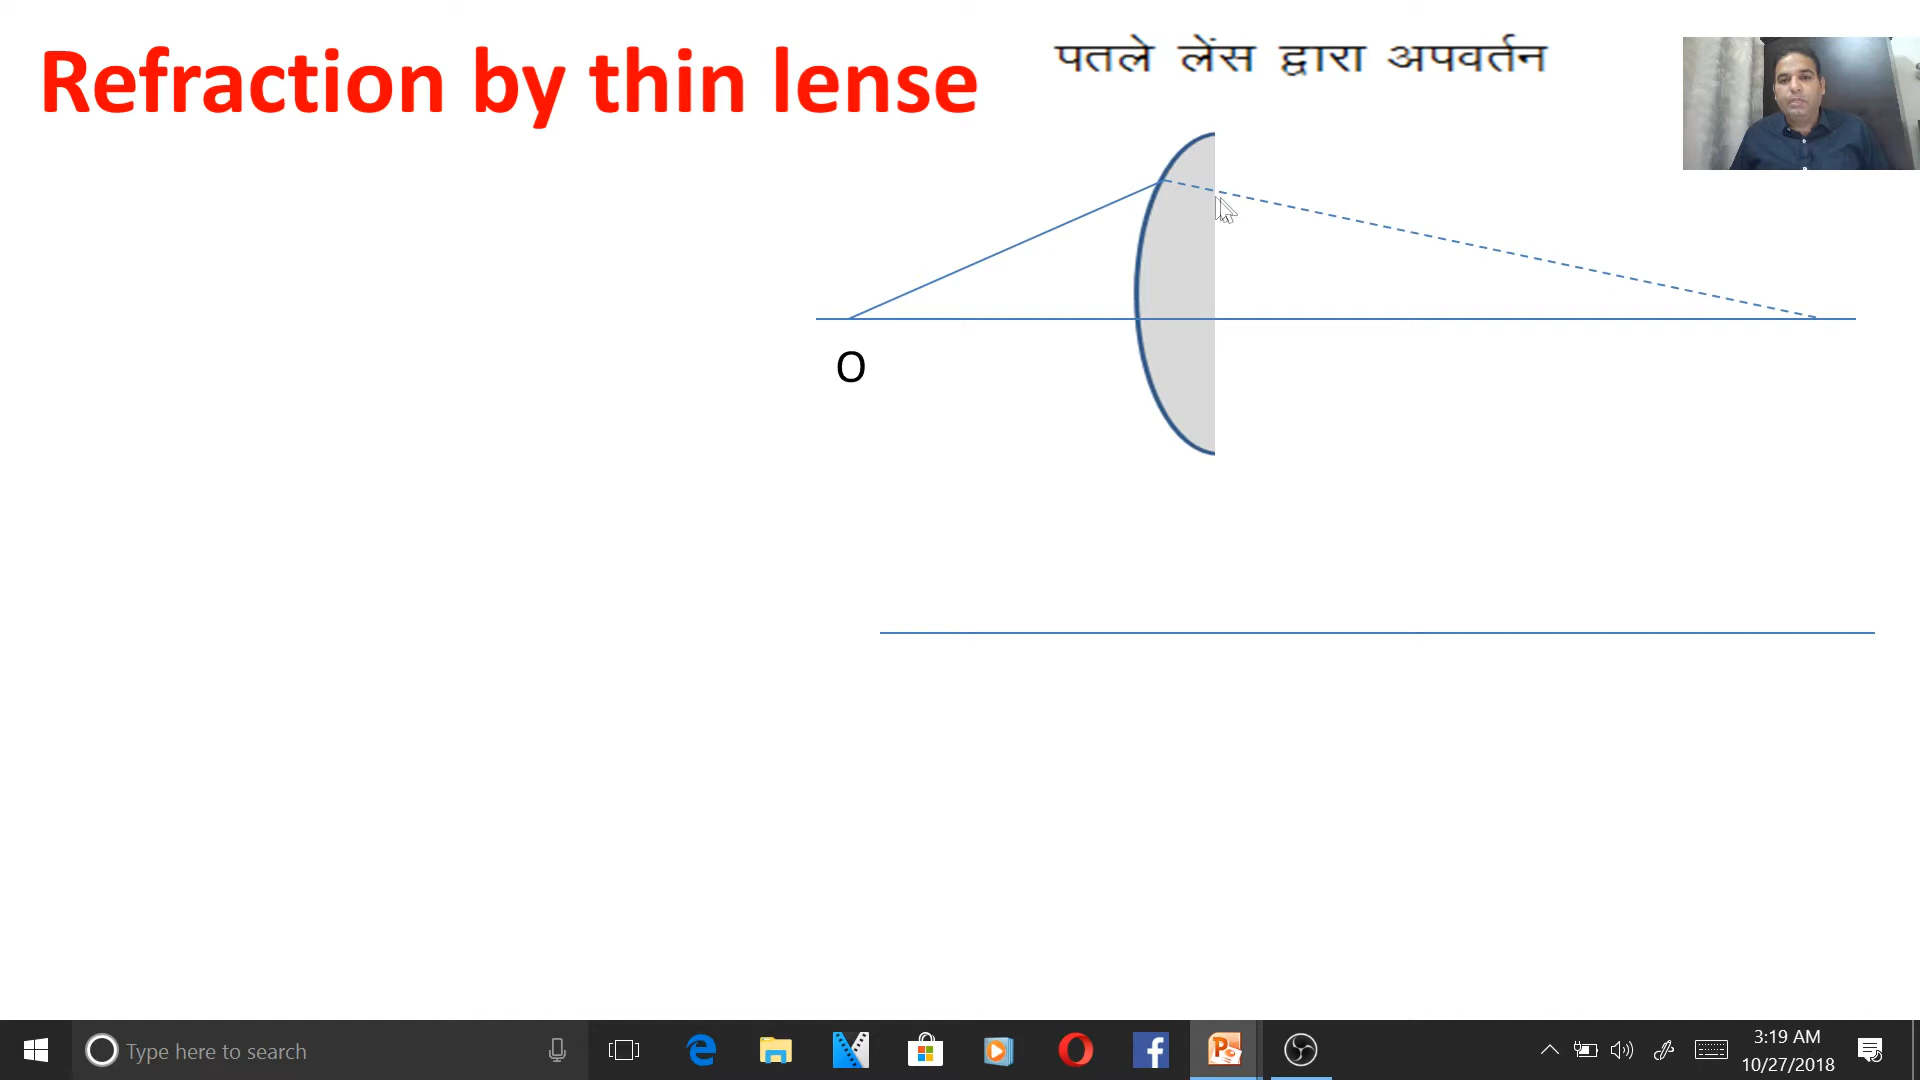 Refraction by thin lense
पतले लेंस द्वारा अपवर्तन
O
Type here to search
3:19 AM
10/27/2018